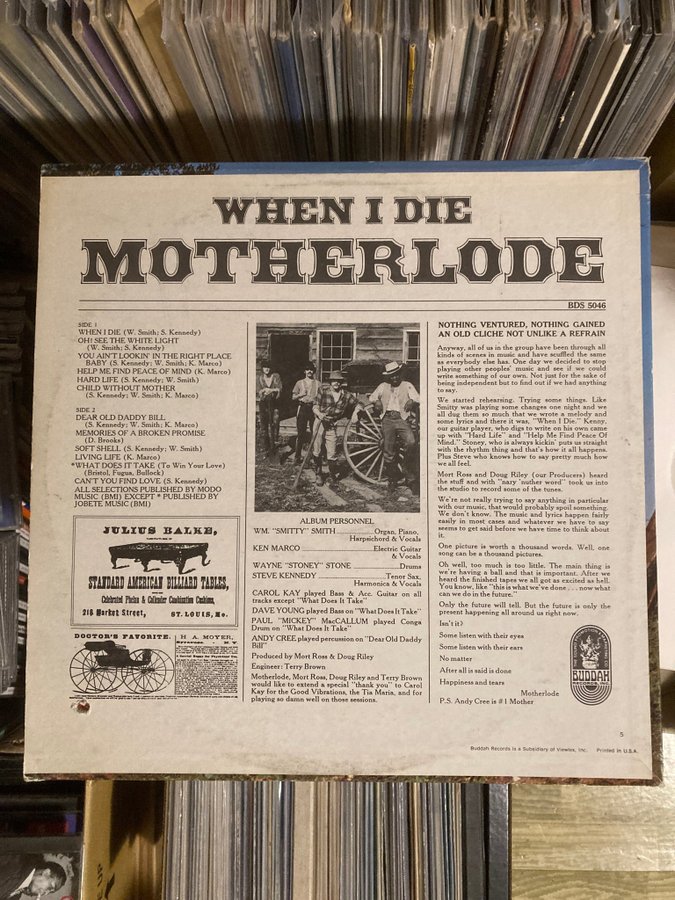 WHEN I DIE
MOTHERLODE
BDS 5046
SIDE 1
WHEN I DIE (W. Smith; S. Kennedy)
OH! SEE THE WHITE LIGHT
(W. Smith; S. Kennedy)
YOU AIN'T LOOKIN' IN THE RIGHT PLACE
BABY (S. Kennedy; W. Smith; K. Marco)
HELP ME FIND PEACE OF MIND (K. Marco)
HARD LIFE (S. Kennedy; W. Smith)
CHILD WITHOUT MOTHER
(S. Kennedy; W. Smith; K. Marco)
SIDE 2
DEAR OLD DADDY BILL
(S. Kennedy; W. Smith; K. Marco)
MEMORIES OF A BROKEN PROMISE
(D. Brooks)
SOFT SHELL (S. Kennedy; W. Smith)
LIVING LIFE (K. Marco)
*WHAT DOES IT TAKE (To Win Your Love)
(Bristol, Fugua, Bullock)
CAN'T YOU FIND LOVE (S. Kennedy)
ALL SELECTIONS PUBLISHED BY MODO
MUSIC (BMI) EXCEPT * PUBLISHED BY
JOBETE MUSIC (BMI)
JULIUS BALKE,
STANDARD AMERICAN BILLIARD TABLES,
Celebrated Phelan & Collender Combination Cushions,
216 Market Street, ST. LOUIS, Mo.
DOCTOR'S FAVORITE.
H. A. MOYER,
ALBUM PERSONNEL
WM. "SMITTY" SMITH Organ, Piano,
Harpsichord & Vocals
KEN MARCO Electric Guitar
& Vocals
WAYNE "STONEY" STONE Drums
STEVE KENNEDY Tenor Sax,
Harmonica & Vocals
CAROL KAY played Bass & Acc. Guitar on all
tracks except "What Does It Take"
DAVE YOUNG played Bass on "What Does It Take"
PAUL "MICKEY" MacCALLUM played Conga
Drum on "What Does It Take"
ANDY CREE played percussion on "Dear Old Daddy
Bill"
Produced by Mort Ross & Doug Riley
Engineer: Terry Brown
Motherlode, Mort Ross, Doug Riley and Terry Brown
would like to extend a special "thank you" to Carol
Kay for the Good Vibrations, the Tia Maria, and for
playing so damn well on those sessions.
NOTHING VENTURED, NOTHING GAINED
AN OLD CLICHE NOT UNLIKE A REFRAIN
Anyway, all of us in the group have been through all
kinds of scenes in music and have scuffled the same
as everybody else has. One day we decided to stop
playing other peoples' music and see if we could
write something of our own. Not just for the sake of
being independent but to find out if we had anything
to say.
We started rehearsing. Trying some things. Like
Smitty was playing some changes one night and we
all dug them so much that we wrote a melody and
some lyrics and there it was, "When I Die." Kenny,
our guitar player, who digs to write on his own came
up with "Hard Life" and "Help Me Find Peace Of
Mind." Stoney, who is always kickin' puts us straight
with the rhythm thing and that's how it all happens.
Plus Steve who knows how to say pretty much how
we all feel.
Mort Ross and Doug Riley (our Producers) heard
the stuff and with "nary 'nuther word" took us into
the studio to record some of the tunes.
We're not really trying to say anything in particular
with our music, that would probably spoil something.
We don't know. The music and lyrics happen fairly
easily in most cases and whatever we have to say
seems to get said before we have time to think about
it.
One picture is worth a thousand words. Well, one
song can be a thousand pictures.
Oh well, too much is too little. The main thing is
we're having a ball and that is important. After we
heard the finished tapes we all got as excited as hell.
You know, like "this is what we've done . . . now what
can we do in the future."
Only the future will tell. But the future is only the
present happening all around us right now.
Isn't it?
Some listen with their eyes
Some listen with their ears
No matter
After all is said is done
Happiness and tears
Motherlode
P.S. Andy Cree is #1 Mother
BUDDAH
RECORDS, INC.
5
Buddah Records is a Subsidiary of Viewlex, Inc. Printed in U.S.A.